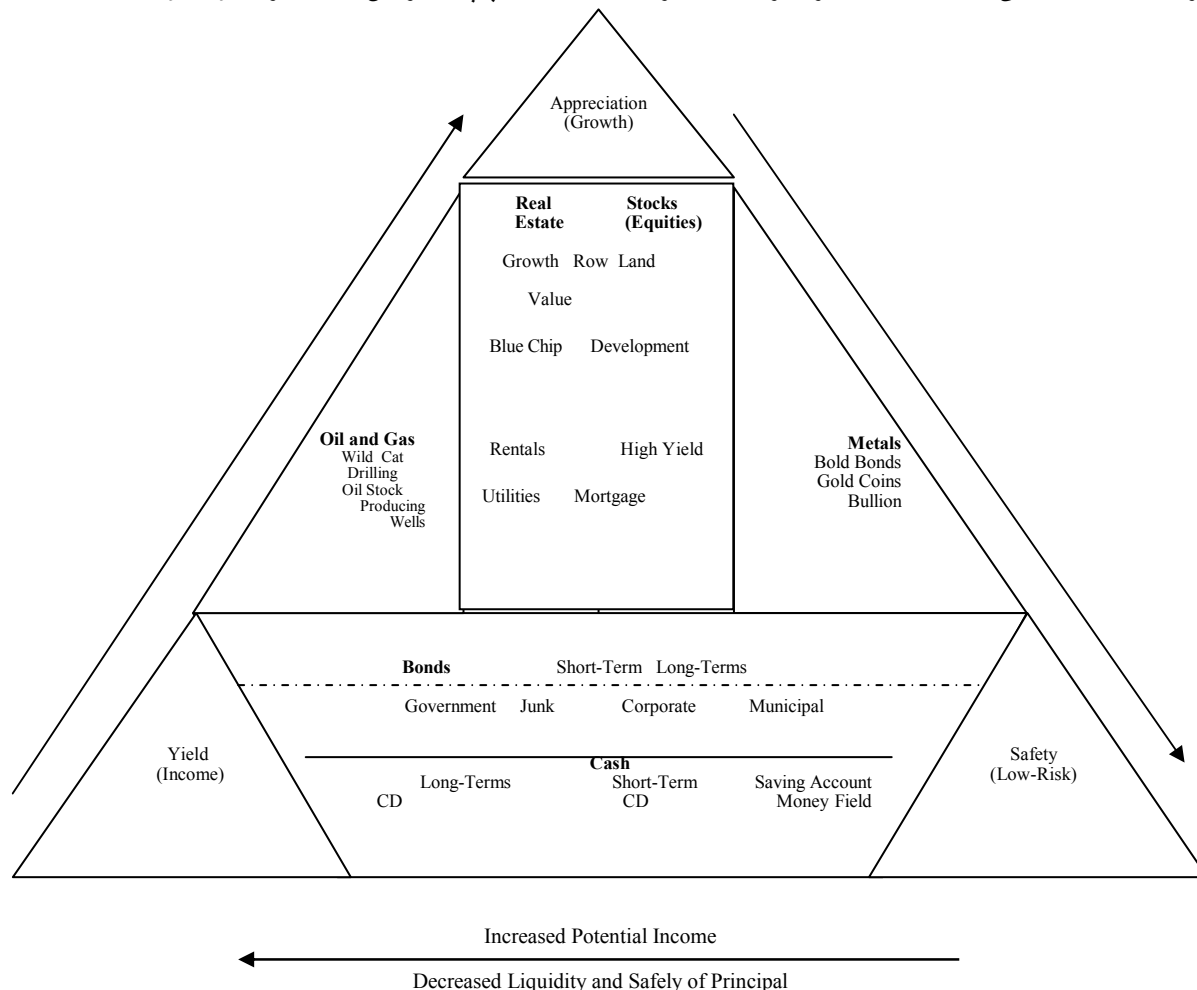 Appreciation
(Growth)
Real Stocks
Estate (Equities)
Growth Row Land
Value
Blue Chip Development
Rentals High Yield
Utilities Mortgage
Oil and Gas
Wild Cat
Drilling
Oil Stock
Producing
Wells
Metals
Bold Bonds
Gold Coins
Bullion
Bonds Short-Term Long-Terms
Government Junk Corporate Municipal
Yield
(Income)
Cash
Long-Terms Short-Term Saving Account
CD CD Money Field
Safety
(Low-Risk)
Increased Potential Income
Decreased Liquidity and Safely of Principal